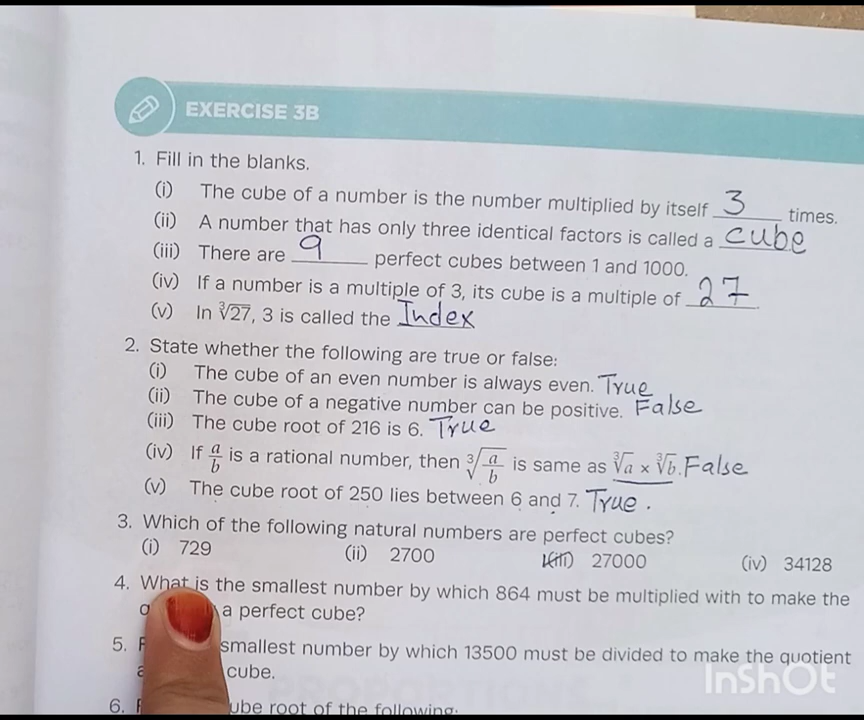 EXERCISE 3B
1. Fill in the blanks.
(i) The cube of a number is the number multiplied by itself 3 times.
(ii) A number that has only three identical factors is called a cube
(iii) There are 9 perfect cubes between 1 and 1000.
(iv) If a number is a multiple of 3, its cube is a multiple of 27.
(v) In ∛27, 3 is called the Index
2. State whether the following are true or false:
(i) The cube of an even number is always even. True
(ii) The cube of a negative number can be positive. False
(iii) The cube root of 216 is 6. True
(iv) If a/b is a rational number, then ∛(a/b) is same as ∛a × ∛b. False
(v) The cube root of 250 lies between 6 and 7. True.
3. Which of the following natural numbers are perfect cubes?
(i) 729 (ii) 2700 (iii) 27000 (iv) 34128
4. What is the smallest number by which 864 must be multiplied with to make the
a perfect cube?
5. smallest number by which 13500 must be divided to make the quotient
cube.
6. root of the following:
InShOt